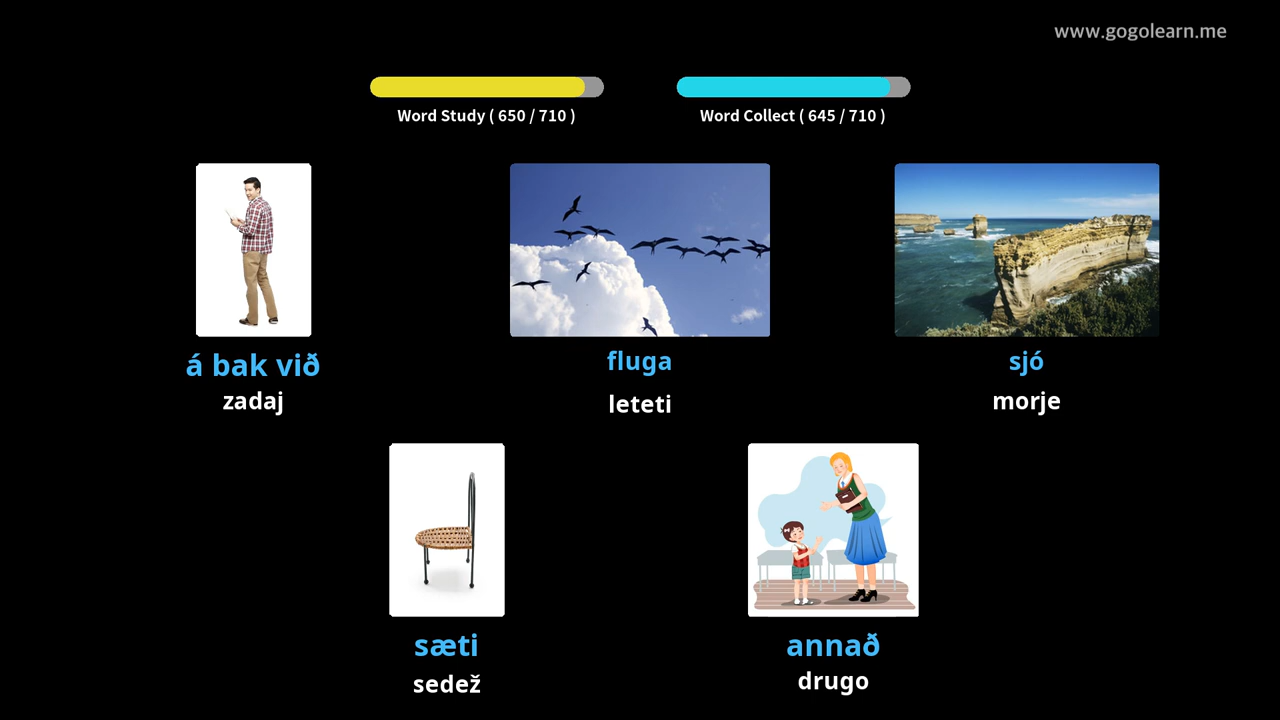 www.gogolearn.me
Word Study ( 650 / 710 )
Word Collect ( 645 / 710 )
á bak við
zadaj
fluga
leteti
sjó
morje
sæti
sedež
annað
drugo